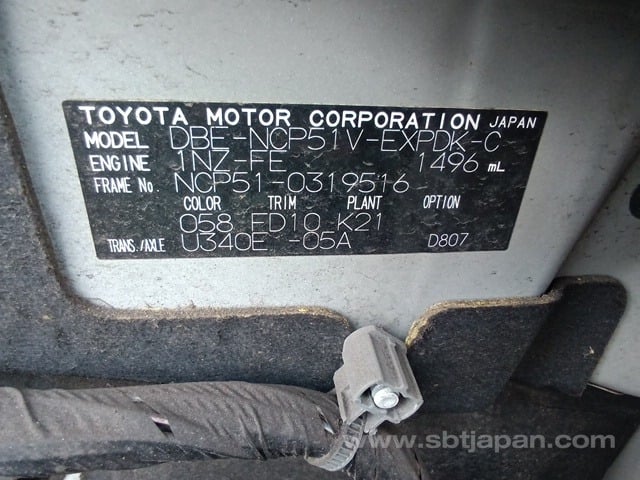 TOYOTA MOTOR CORPORATION JAPAN
MODEL DBE-NCP51V-EXPDK-C
ENGINE 1NZ-FE 1496 mL
FRAME No. NCP51-0319516
COLOR TRIM PLANT OPTION
058 FD10 K21
TRANS./AXLE U340E -05A D807
www.sbtjapan.com